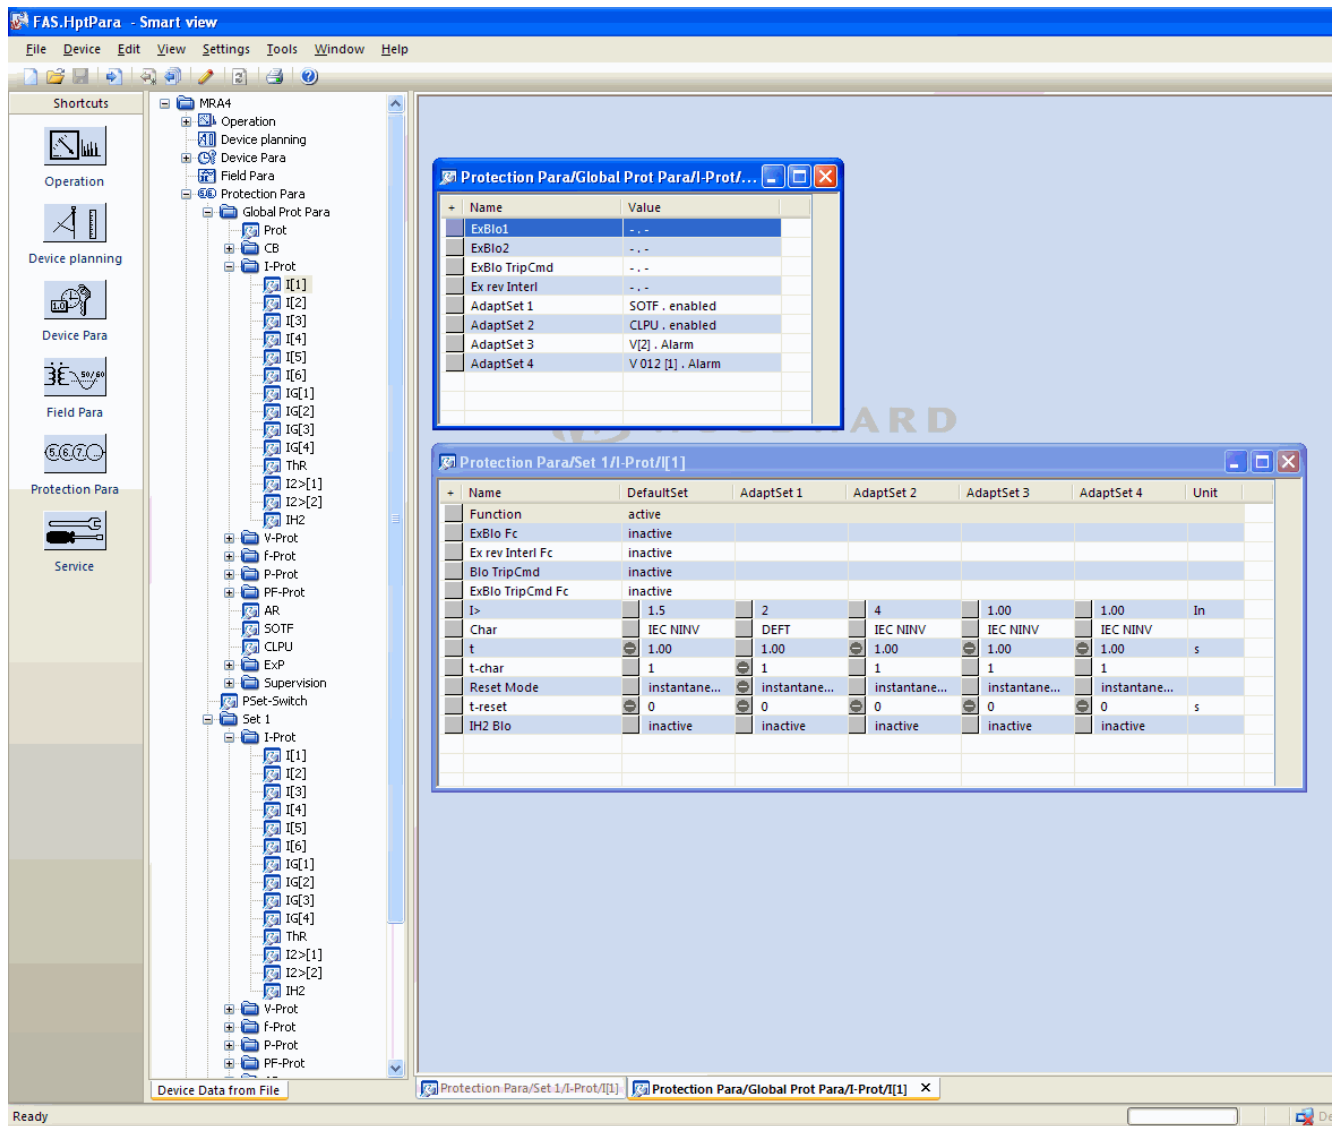 FAS.HptPara - Smart view
File Device Edit View Settings Tools Window Help
Shortcuts
Operation
Device planning
Device Para
Field Para
Protection Para
Service
MRA4
Operation
Device planning
Device Para
Field Para
Protection Para
Global Prot Para
Prot
CB
I-Prot
I[1]
I[2]
I[3]
I[4]
I[5]
I[6]
IG[1]
IG[2]
IG[3]
IG[4]
ThR
I2>[1]
I2>[2]
IH2
V-Prot
f-Prot
P-Prot
PF-Prot
AR
SOTF
CLPU
ExP
Supervision
PSet-Switch
Set 1
I-Prot
I[1]
I[2]
I[3]
I[4]
I[5]
I[6]
IG[1]
IG[2]
IG[3]
IG[4]
ThR
I2>[1]
I2>[2]
IH2
V-Prot
f-Prot
P-Prot
PF-Prot
Device Data from File
Protection Para/Global Prot Para/I-Prot/...
+ Name Value
ExBlo1 - . -
ExBlo2 - . -
ExBlo TripCmd - . -
Ex rev Interl - . -
AdaptSet 1 SOTF . enabled
AdaptSet 2 CLPU . enabled
AdaptSet 3 V[2] . Alarm
AdaptSet 4 V 012 [1] . Alarm
ARD
Protection Para/Set 1/I-Prot/I[1]
+ Name DefaultSet AdaptSet 1 AdaptSet 2 AdaptSet 3 AdaptSet 4 Unit
Function active
ExBlo Fc inactive
Ex rev Interl Fc inactive
Blo TripCmd inactive
ExBlo TripCmd Fc inactive
I> 1.5 2 4 1.00 1.00 In
Char IEC NINV DEFT IEC NINV IEC NINV IEC NINV
t 1.00 1.00 1.00 1.00 1.00 s
t-char 1 1 1 1 1
Reset Mode instantane... instantane... instantane... instantane... instantane...
t-reset 0 0 0 0 0 s
IH2 Blo inactive inactive inactive inactive inactive
Protection Para/Set 1/I-Prot/I[1] Protection Para/Global Prot Para/I-Prot/I[1]
Ready